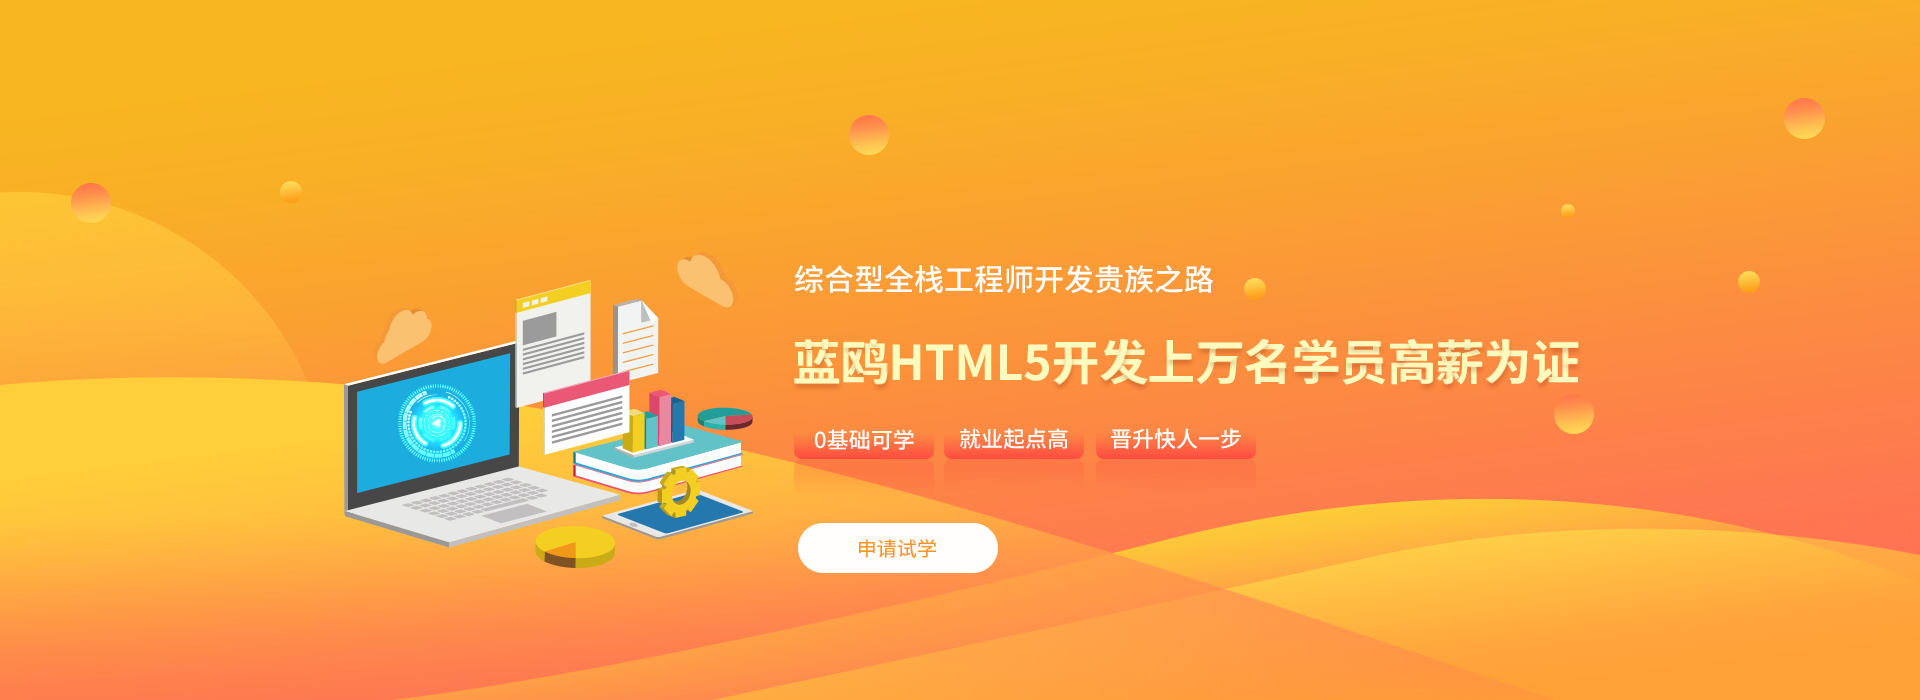 综合型全栈工程师开发贵族之路
蓝鸥HTML5开发上万名学员高薪为证
0基础可学 就业起点高 晋升快人一步
申请试学